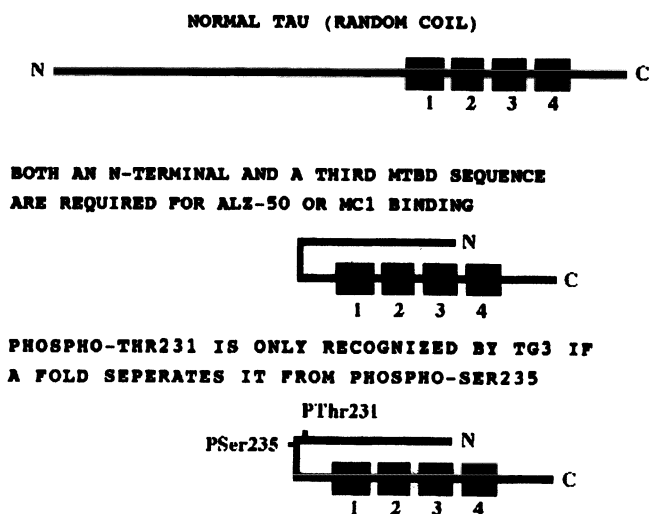 NORMAL TAU (RANDOM COIL)
N C
1 2 3 4
BOTH AN N-TERMINAL AND A THIRD MTBD SEQUENCE
ARE REQUIRED FOR ALZ-50 OR MC1 BINDING
N
C
1 2 3 4
PHOSPHO-THR231 IS ONLY RECOGNIZED BY TG3 IF
A FOLD SEPERATES IT FROM PHOSPHO-SER235
PThr231
PSer235 N
C
1 2 3 4